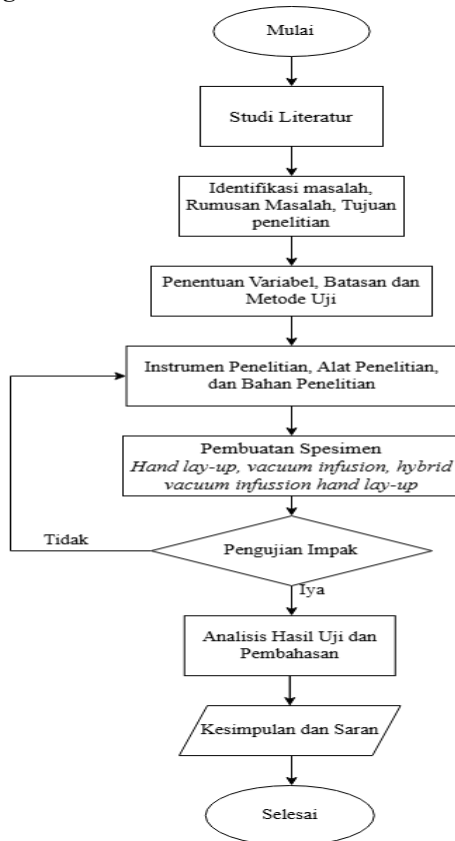 Mulai
Studi Literatur
Identifikasi masalah,
Rumusan Masalah, Tujuan
penelitian
Penentuan Variabel, Batasan dan
Metode Uji
Instrumen Penelitian, Alat Penelitian,
dan Bahan Penelitian
Pembuatan Spesimen
Hand lay-up, vacuum infusion, hybrid
vacuum infussion hand lay-up
Tidak
Pengujian Impak
Iya
Analisis Hasil Uji dan
Pembahasan
Kesimpulan dan Saran
Selesai